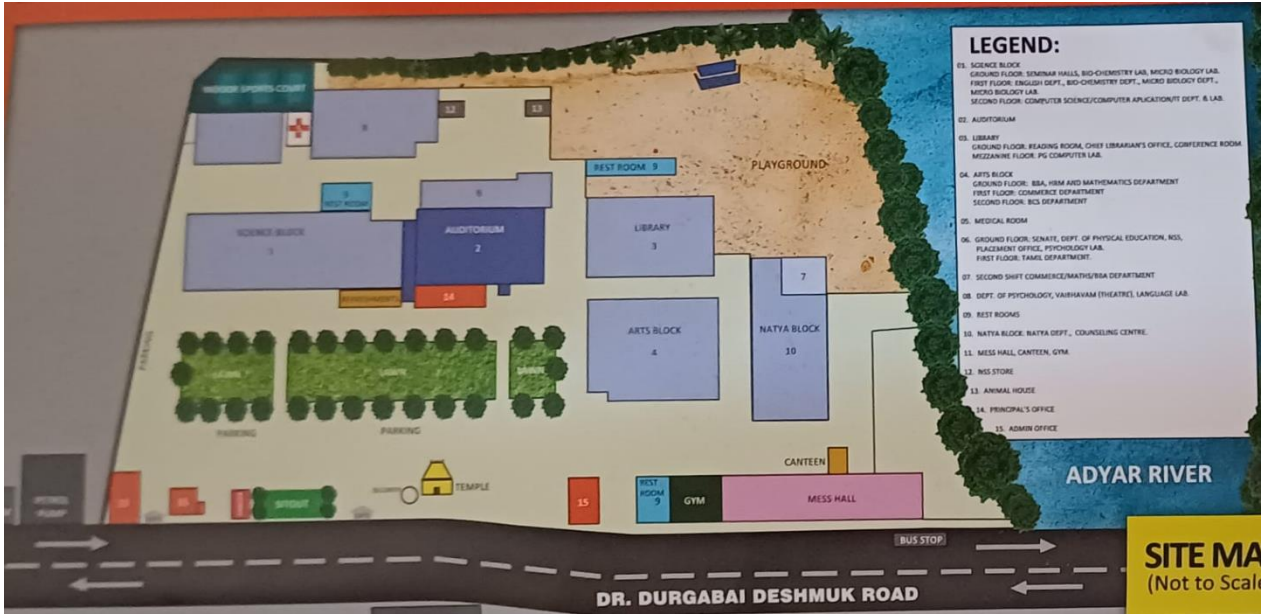 LEGEND:
01. SCIENCE BLOCK
GROUND FLOOR: SEMINAR HALLS, BIO-CHEMISTRY LAB, MICRO BIOLOGY LAB.
FIRST FLOOR: ENGLISH DEPT., BIO-CHEMISTRY DEPT., MICRO BIOLOGY DEPT.,
MICRO BIOLOGY LAB.
SECOND FLOOR: COMPUTER SCIENCE/COMPUTER APLICATION/IT DEPT. & LAB.
02. AUDITORIUM
03. LIBRARY
GROUND FLOOR: READING ROOM, CHIEF LIBRARIAN'S OFFICE, CONFERENCE ROOM
MEZZANINE FLOOR: PG COMPUTER LAB.
04. ARTS BLOCK
GROUND FLOOR: BBA, HRM AND MATHEMATICS DEPARTMENT
FIRST FLOOR: COMMERCE DEPARTMENT
SECOND FLOOR: BCS DEPARTMENT
05. MEDICAL ROOM
06. GROUND FLOOR: SENATE, DEPT. OF PHYSICAL EDUCATION, NSS,
PLACEMENT OFFICE, PSYCHOLOGY LAB.
FIRST FLOOR: TAMIL DEPARTMENT.
07. SECOND SHIFT COMMERCE/MATHS/BBA DEPARTMENT
08. DEPT. OF PSYCHOLOGY, VAIBHAVAM (THEATRE), LANGUAGE LAB.
09. REST ROOMS
10. NATYA BLOCK: NATYA DEPT., COUNSELING CENTRE.
11. MESS HALL, CANTEEN, GYM
12. NSS STORE
13. ANIMAL HOUSE
14. PRINCIPAL'S OFFICE
15. ADMIN OFFICE
INDOOR SPORTS COURT
8
12
13
REST ROOM 9
PLAYGROUND
9
REST ROOM
SCIENCE BLOCK
1
AUDITORIUM
2
LIBRARY
3
REFRESHMENTS
14
7
ARTS BLOCK
4
NATYA BLOCK
10
PARKING
LAWN
LAWN
LAWN
PARKING
PARKING
CANTEEN
PETROL
PUMP
SITOUT
TEMPLE
15
REST
ROOM
9
GYM
MESS HALL
ADYAR RIVER
BUS STOP
DR. DURGABAI DESHMUK ROAD
SITE MA
(Not to Scale